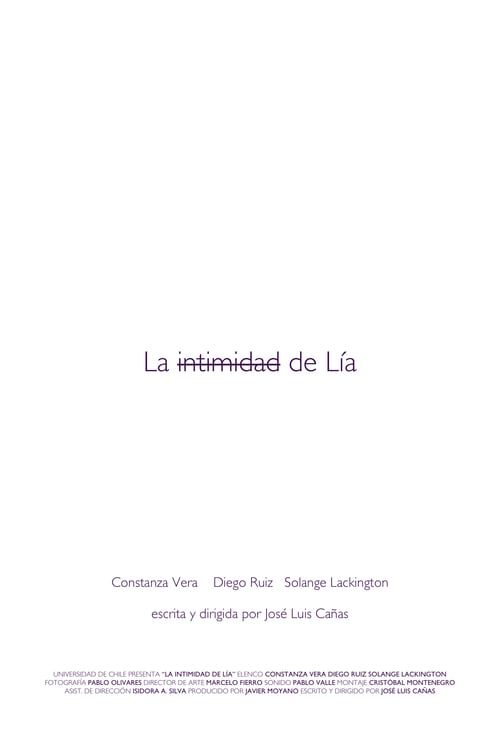 La intimidad de Lía
Constanza Vera Diego Ruiz Solange Lackington
escrita y dirigida por José Luis Cañas
UNIVERSIDAD DE CHILE PRESENTA "LA INTIMIDAD DE LÍA" ELENCO CONSTANZA VERA DIEGO RUIZ SOLANGE LACKINGTON
FOTOGRAFÍA PABLO OLIVARES DIRECTOR DE ARTE MARCELO FIERRO SONIDO PABLO VALLE MONTAJE CRISTÓBAL MONTENEGRO
ASIST. DE DIRECCIÓN ISIDORA A. SILVA PRODUCIDO POR JAVIER MOYANO ESCRITO Y DIRIGIDO POR JOSÉ LUIS CAÑAS